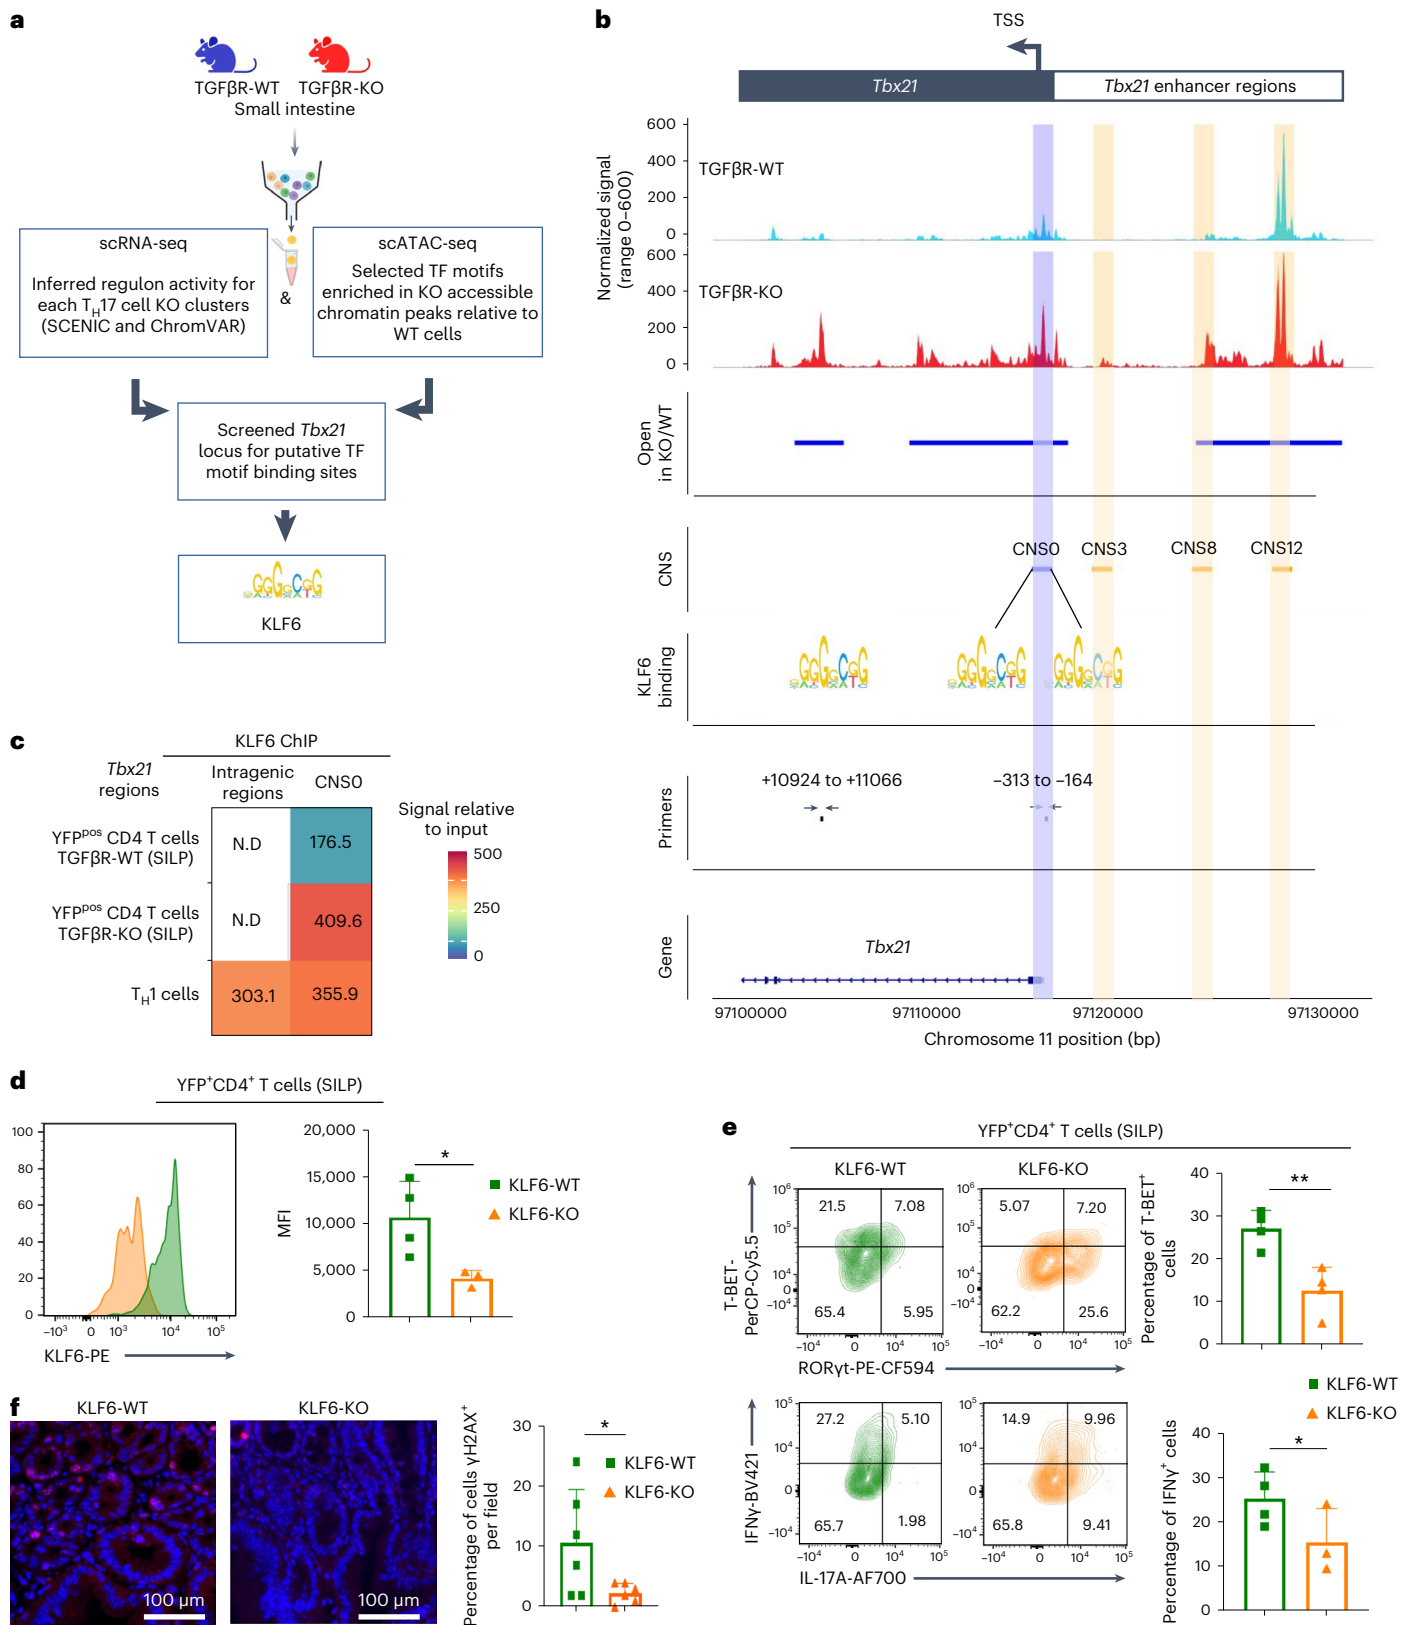 a
TGFβR-WT TGFβR-KO
Small intestine
scRNA-seq
Inferred regulon activity for
each TH17 cell KO clusters
(SCENIC and ChromVAR)
&
scATAC-seq
Selected TF motifs
enriched in KO accessible
chromatin peaks relative to
WT cells
Screened Tbx21
locus for putative TF
motif binding sites
KLF6
b
TSS
Tbx21
Tbx21 enhancer regions
Normalized signal
(range 0–600)
600
400
200
0
TGFβR-WT
600
400
200
0
TGFβR-KO
Open
in KO/WT
CNS
CNS0 CNS3 CNS8 CNS12
KLF6
binding
Primers
+10924 to +11066
−313 to −164
Gene
Tbx21
97100000 97110000 97120000 97130000
Chromosome 11 position (bp)
c
KLF6 ChIP
Tbx21
regions
Intragenic
regions
CNS0
YFPpos CD4 T cells
TGFβR-WT (SILP)
N.D 176.5
YFPpos CD4 T cells
TGFβR-KO (SILP)
N.D 409.6
TH1 cells
303.1 355.9
Signal relative
to input
500
250
0
d
YFP+CD4+ T cells (SILP)
100
80
60
40
20
0
−10³ 0 10³ 10⁴ 10⁵
KLF6-PE
MFI
20,000
15,000
10,000
5,000
0
*
KLF6-WT
KLF6-KO
e
YFP+CD4+ T cells (SILP)
KLF6-WT KLF6-KO
T-BET-
PerCP-Cy5.5
10⁶
10⁵
10⁴
0
−10⁴
21.5 7.08
65.4 5.95
−10⁴ 0 10⁴ 10⁵
10⁶
10⁵
10⁴
0
−10⁴
5.07 7.20
62.2 25.6
−10⁴ 0 10⁴ 10⁵
RORγt-PE-CF594
Percentage of T-BET+
cells
40
30
20
10
0
**
KLF6-WT
KLF6-KO
IFNγ-BV421
10⁵
10⁴
0
−10⁴
27.2 5.10
65.7 1.98
−10⁴ 0 10⁴ 10⁵
10⁵
10⁴
0
−10⁴
14.9 9.96
65.8 9.41
−10⁴ 0 10⁴ 10⁵
IL-17A-AF700
Percentage of IFNγ+ cells
40
30
20
10
0
*
f
KLF6-WT KLF6-KO
100 µm 100 µm
Percentage of cells γH2AX+
per field
30
20
10
0
*
KLF6-WT
KLF6-KO